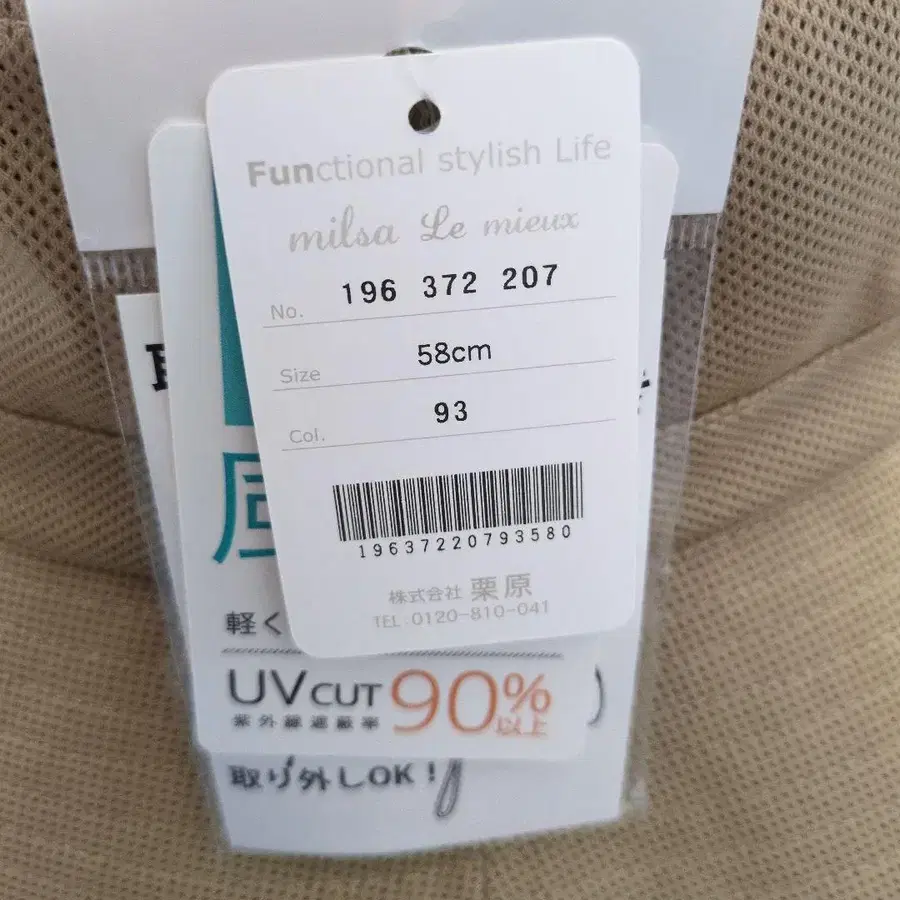 Functional stylish Life
milsa Le mieux
No. 196 372 207
Size 58cm
Col. 93
19637220793580
株式会社 栗原
TEL.0120-810-041
軽く
UV CUT 90%
紫外線遮蔽率 以上
取り外しOK!